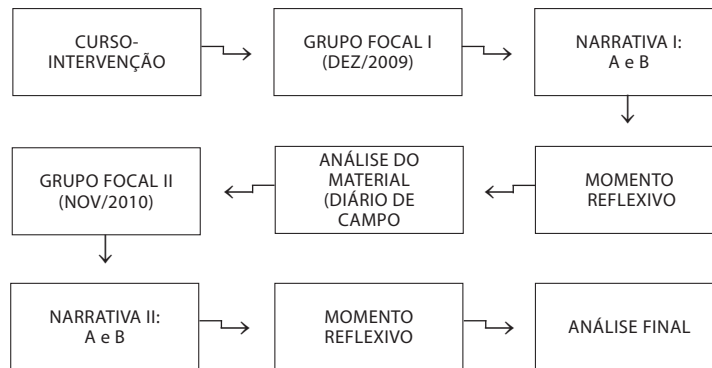 CURSO-
INTERVENÇÃO
GRUPO FOCAL I
(DEZ/2009)
NARRATIVA I:
A e B
MOMENTO
REFLEXIVO
ANÁLISE DO
MATERIAL
(DIÁRIO DE
CAMPO
GRUPO FOCAL II
(NOV/2010)
NARRATIVA II:
A e B
MOMENTO
REFLEXIVO
ANÁLISE FINAL